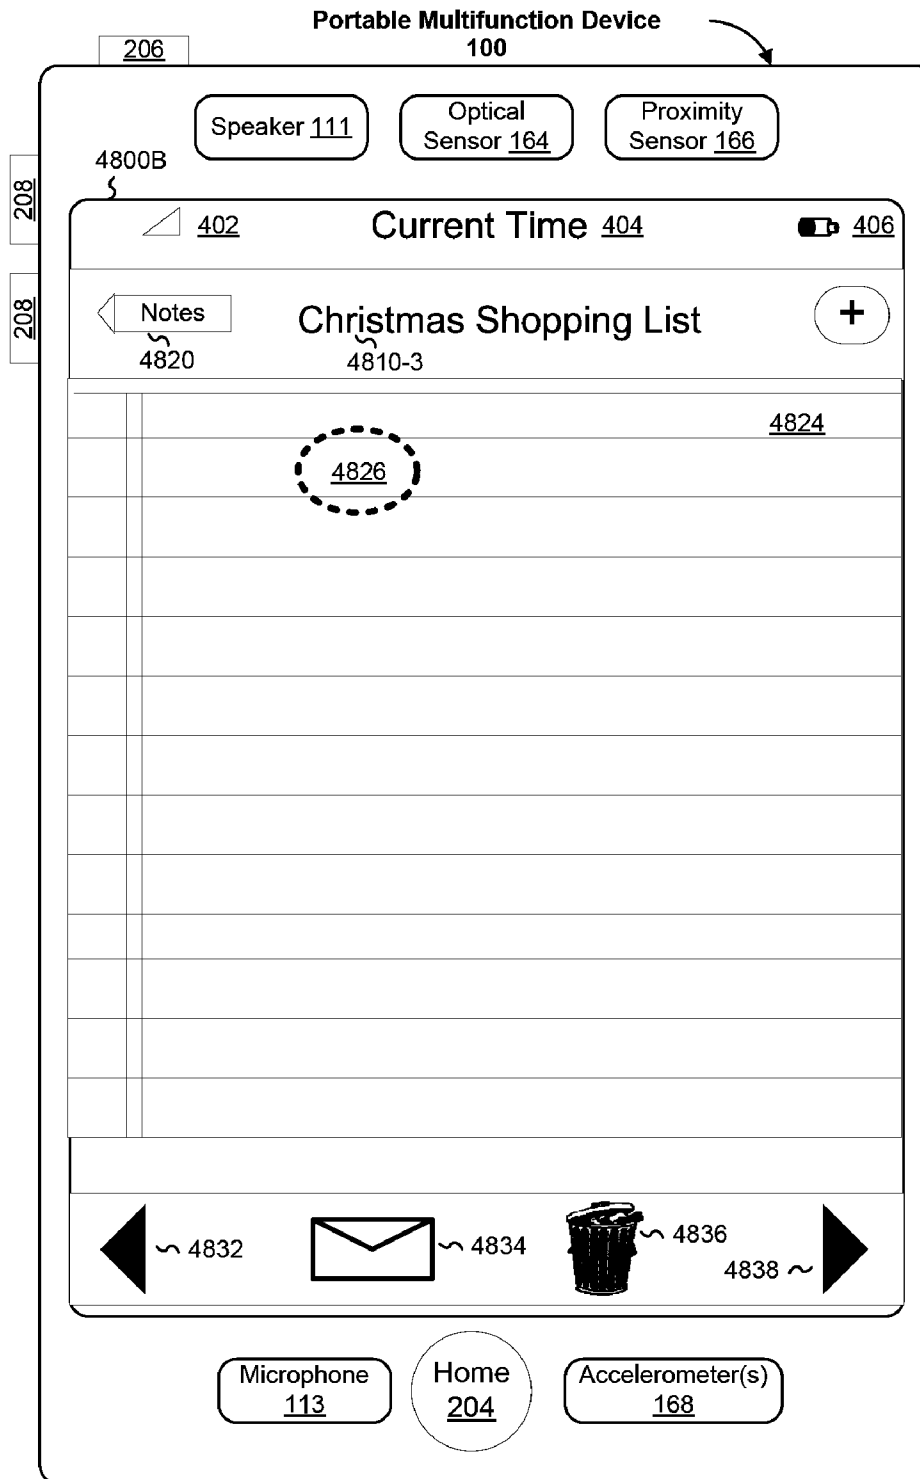 Portable Multifunction Device
100
206
Speaker 111
Optical
Sensor 164
Proximity
Sensor 166
4800B
208
402
Current Time 404
406
208
Notes
Christmas Shopping List
+
4820
4810-3
4824
4826
4832
4834
4836
4838
Microphone
113
Home
204
Accelerometer(s)
168